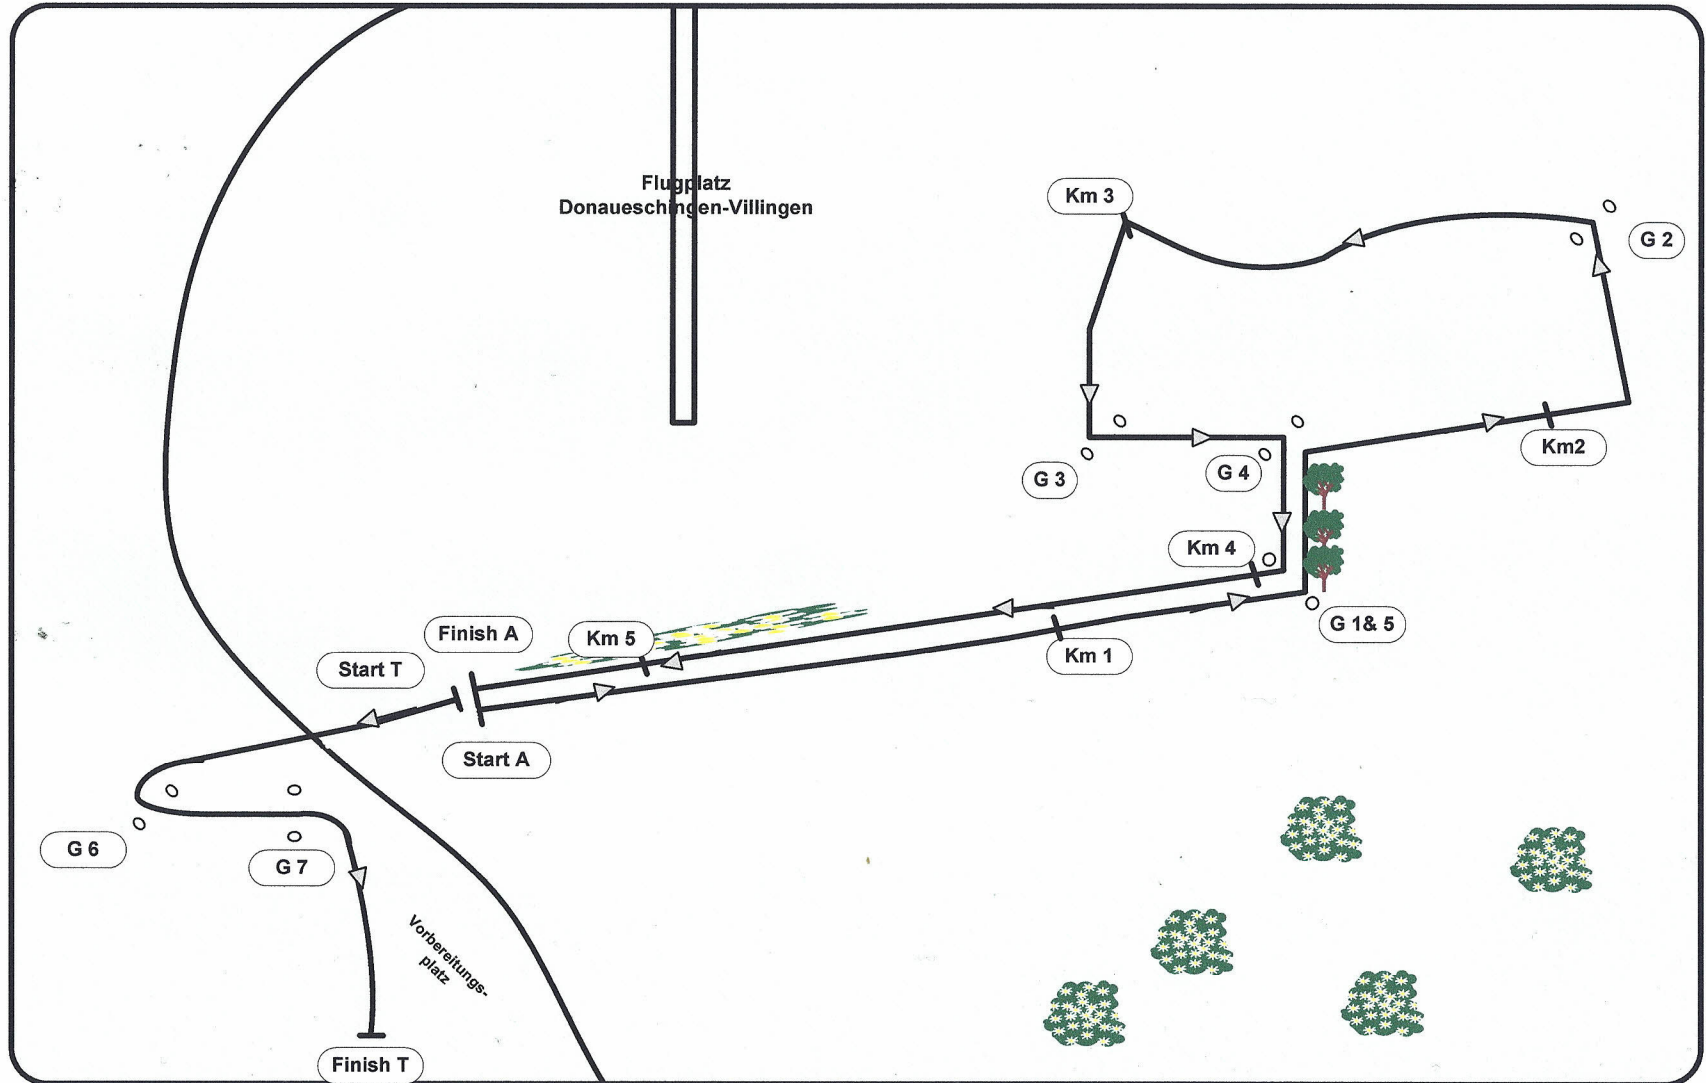 Flugplatz
Donaueschingen-Villingen
Km 3
G 2
Km2
G 3
G 4
Km 4
G 1& 5
Km 1
Finish A
Km 5
Start T
Start A
G 6
G 7
Vorbereitungs-
platz
Finish T